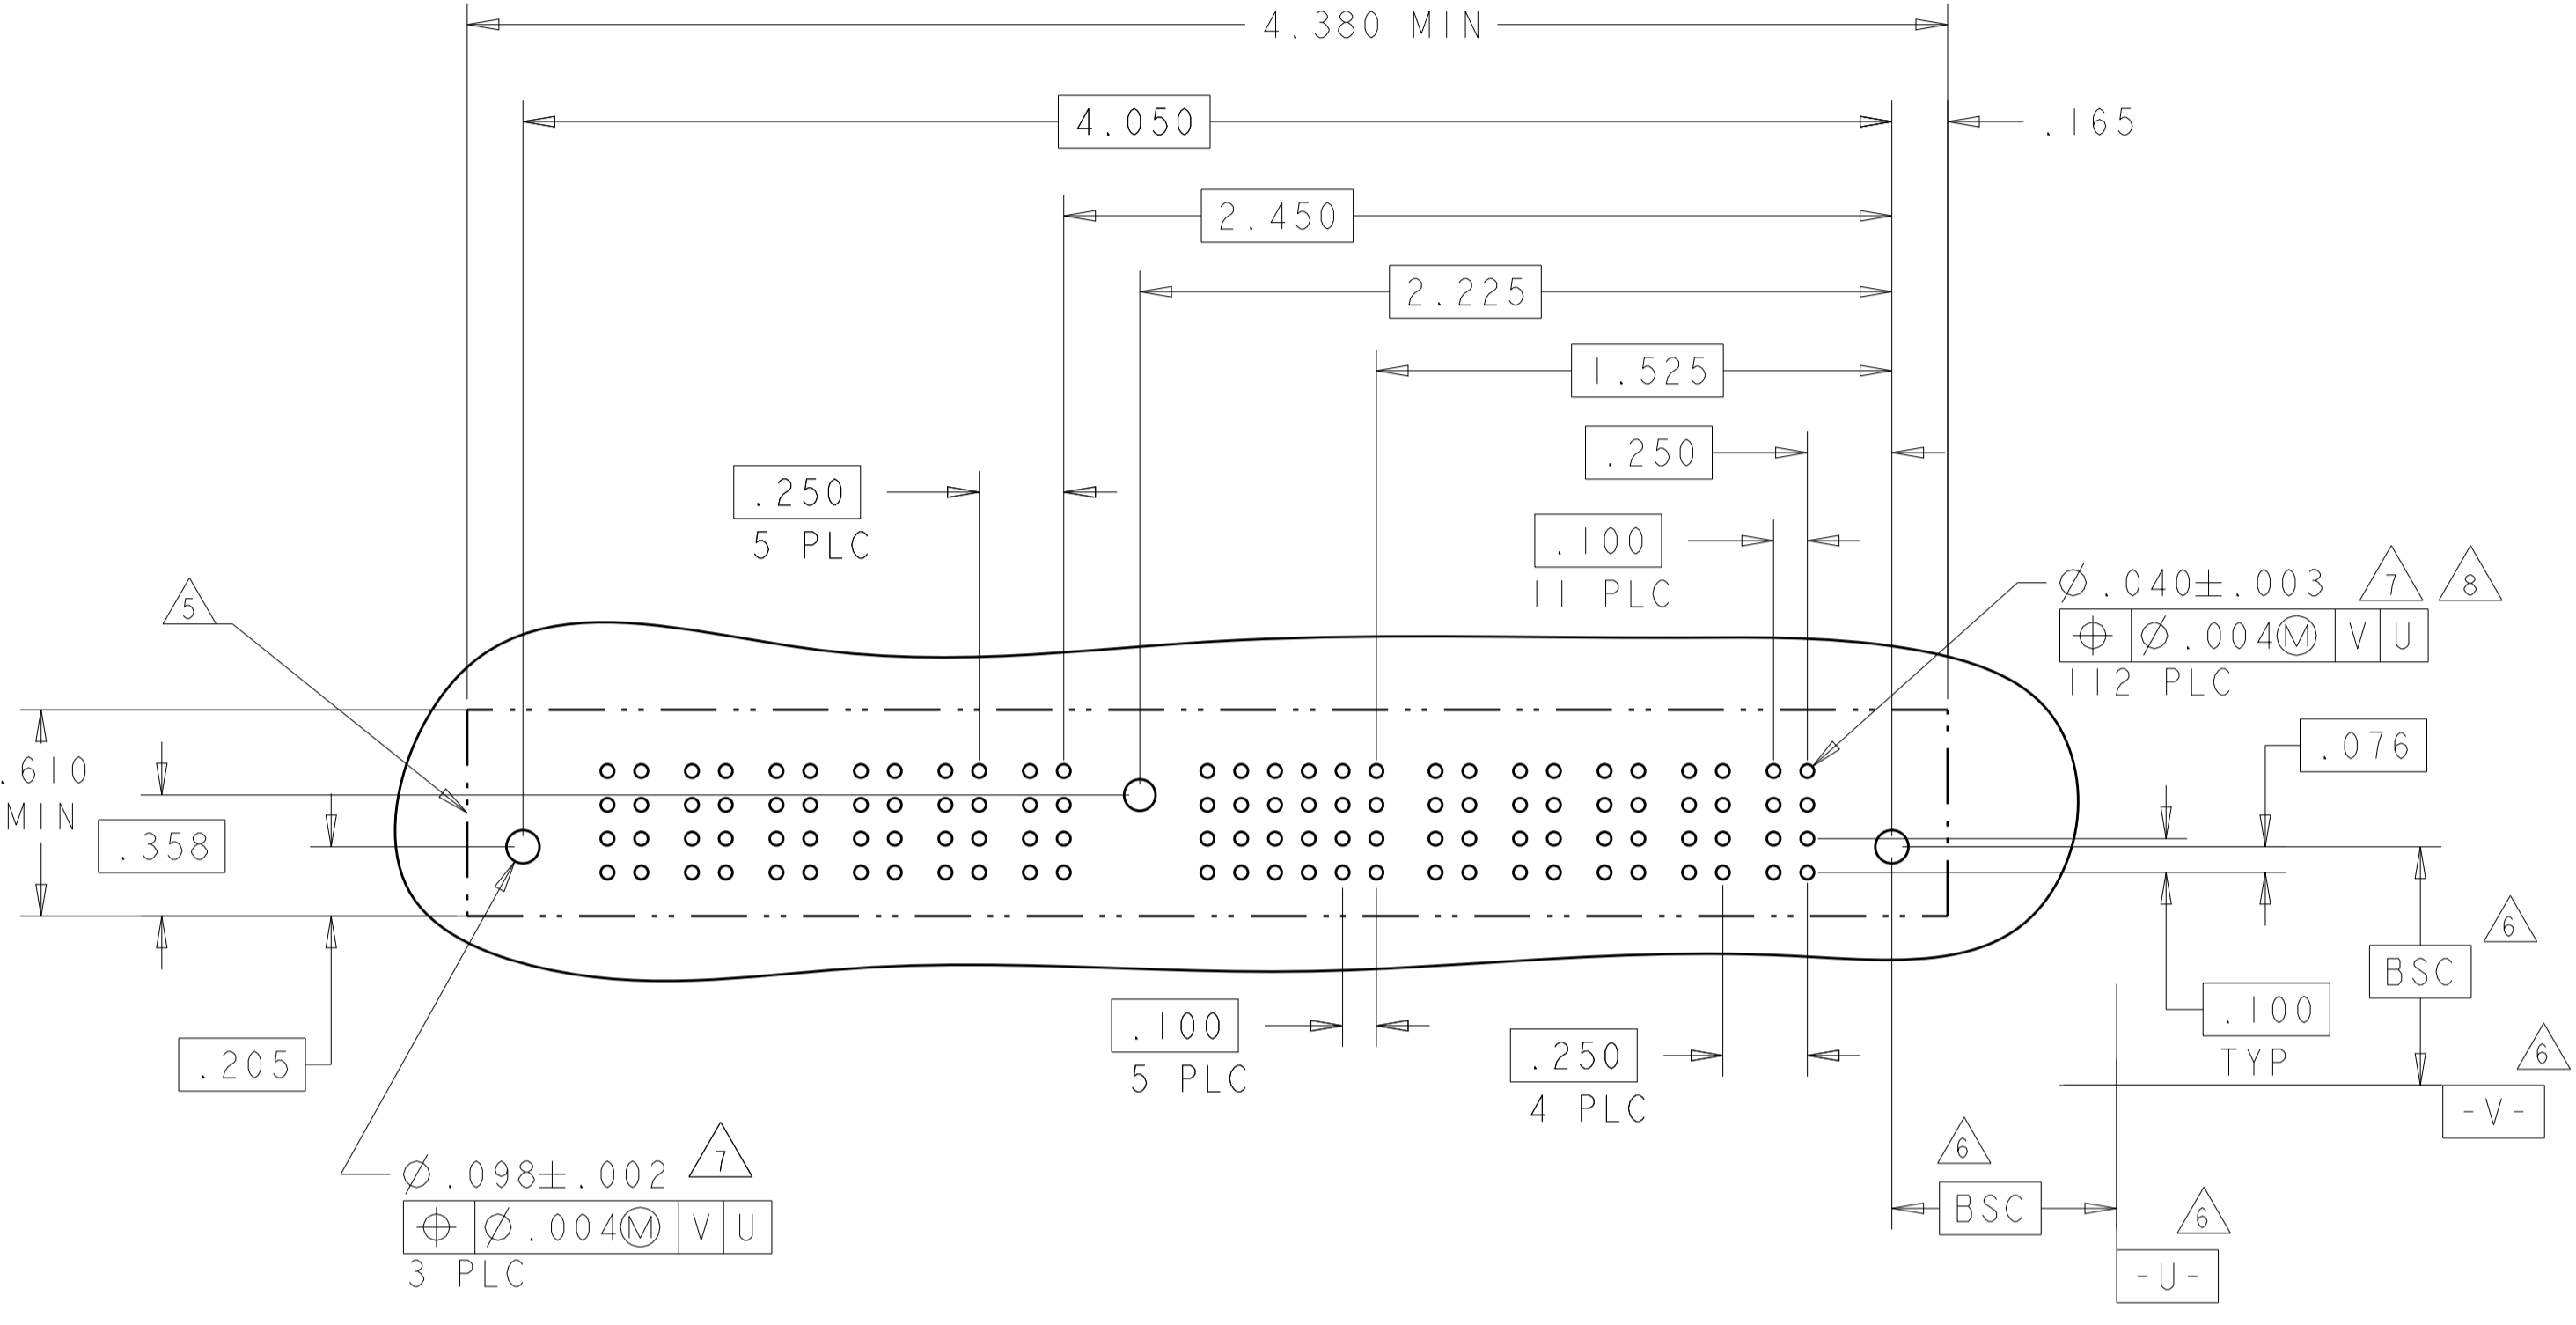 4.380 MIN
4.050
.165
2.450
2.225
1.525
.250
.250
5 PLC
.100
11 PLC
5
Ø.040±.003 7 8
⌖ Ø.004Ⓜ V U
112 PLC
.076
.610
MIN
.358
6
BSC
.100
TYP
.205
.100
5 PLC
.250
4 PLC
6
-V-
Ø.098±.002 7
⌖ Ø.004Ⓜ V U
3 PLC
6
BSC
6
-U-